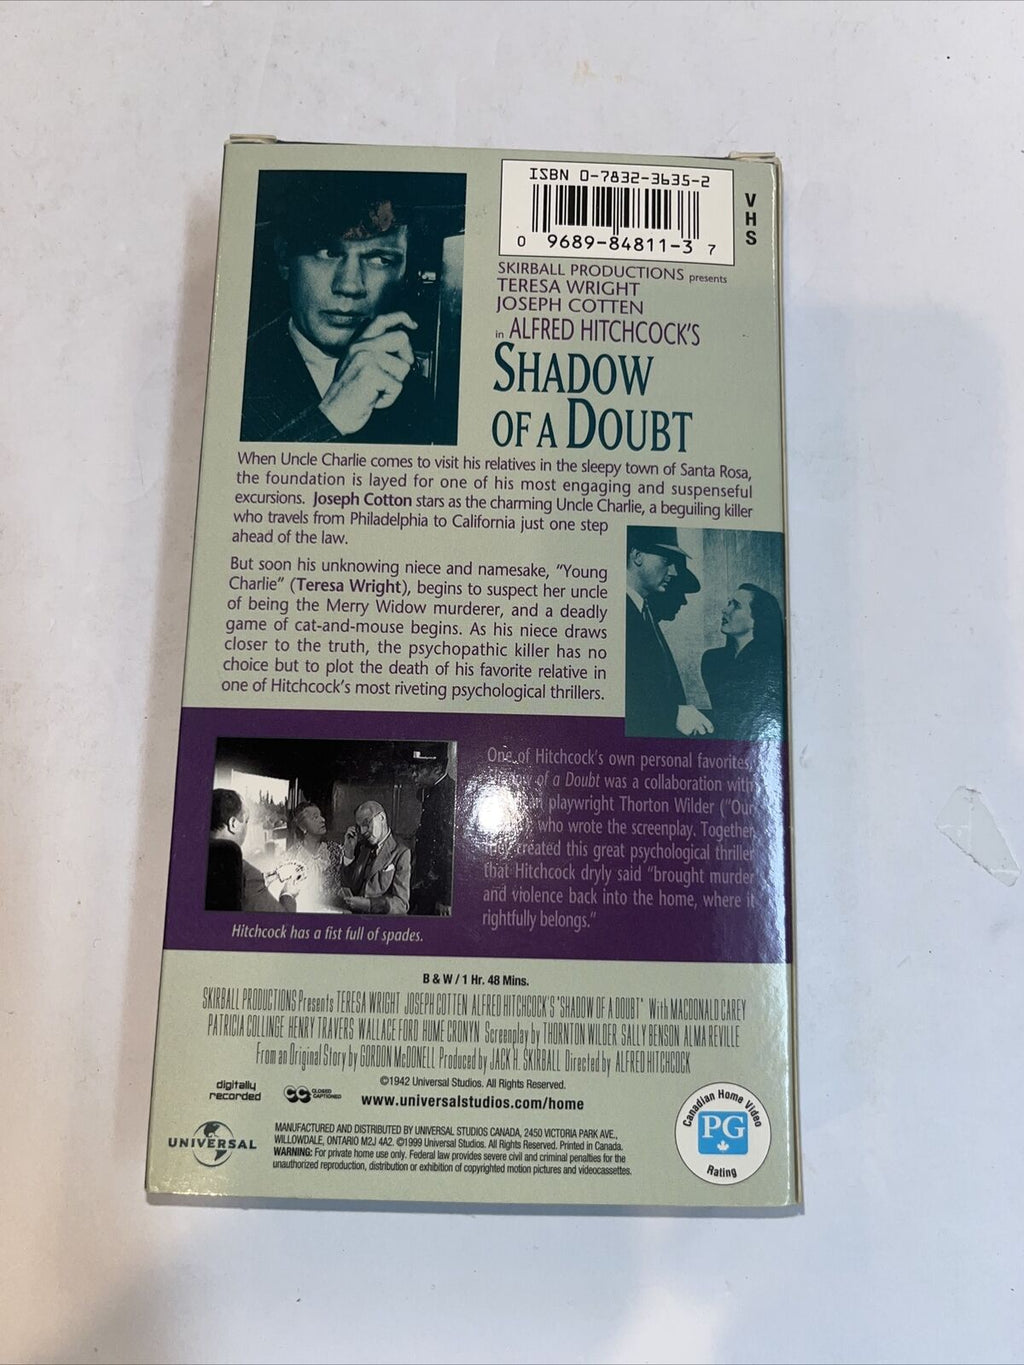 ISBN 0-7832-3635-2
0 9689-84811-3 7
VHS
SKIRBALL PRODUCTIONS presents
TERESA WRIGHT
JOSEPH COTTEN
in ALFRED HITCHCOCK'S
SHADOW
OF A DOUBT
When Uncle Charlie comes to visit his relatives in the sleepy town of Santa Rosa,
the foundation is layed for one of his most engaging and suspenseful
excursions. Joseph Cotton stars as the charming Uncle Charlie, a beguiling killer
who travels from Philadelphia to California just one step
ahead of the law.
But soon his unknowing niece and namesake, "Young
Charlie" (Teresa Wright), begins to suspect her uncle
of being the Merry Widow murderer, and a deadly
game of cat-and-mouse begins. As his niece draws
closer to the truth, the psychopathic killer has no
choice but to plot the death of his favorite relative in
one of Hitchcock's most riveting psychological thrillers.
One of Hitchcock's own personal favorites,
of a Doubt was a collaboration with
playwright Thorton Wilder ("Our
who wrote the screenplay. Together
created this great psychological thriller
that Hitchcock dryly said "brought murder
and violence back into the home, where it
rightfully belongs."
Hitchcock has a fist full of spades.
B & W / 1 Hr. 48 Mins.
SKIRBALL PRODUCTIONS Presents TERESA WRIGHT JOSEPH COTTEN ALFRED HITCHCOCK'S "SHADOW OF A DOUBT" With MACDONALD CAREY
PATRICIA COLLINGE HENRY TRAVERS WALLACE FORD HUME CRONYN Screenplay by THORNTON WILDER SALLY BENSON ALMA REVILLE
From an Original Story by GORDON McDONELL Produced by JACK H. SKIRBALL Directed by ALFRED HITCHCOCK
©1942 Universal Studios. All Rights Reserved.
digitally
recorded
CC CLOSED
CAPTIONED
www.universalstudios.com/home
UNIVERSAL
MANUFACTURED AND DISTRIBUTED BY UNIVERSAL STUDIOS CANADA, 2450 VICTORIA PARK AVE.,
WILLOWDALE, ONTARIO M2J 4A2. ©1999 Universal Studios. All Rights Reserved. Printed in Canada.
WARNING: For private home use only. Federal law provides severe civil and criminal penalties for the
unauthorized reproduction, distribution or exhibition of copyrighted motion pictures and videocassettes.
Canadian Home Video
PG
Rating